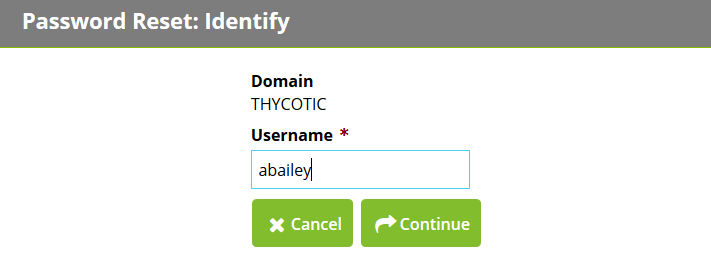 Password Reset: Identify
Domain
THYCOTIC
Username *
abailey
Cancel Continue